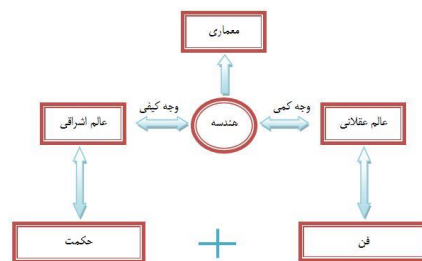 معماری
وجه کمی
وجه کیفی
عالم عقلانی
هندسه
عالم اشراقی
فن
حکمت